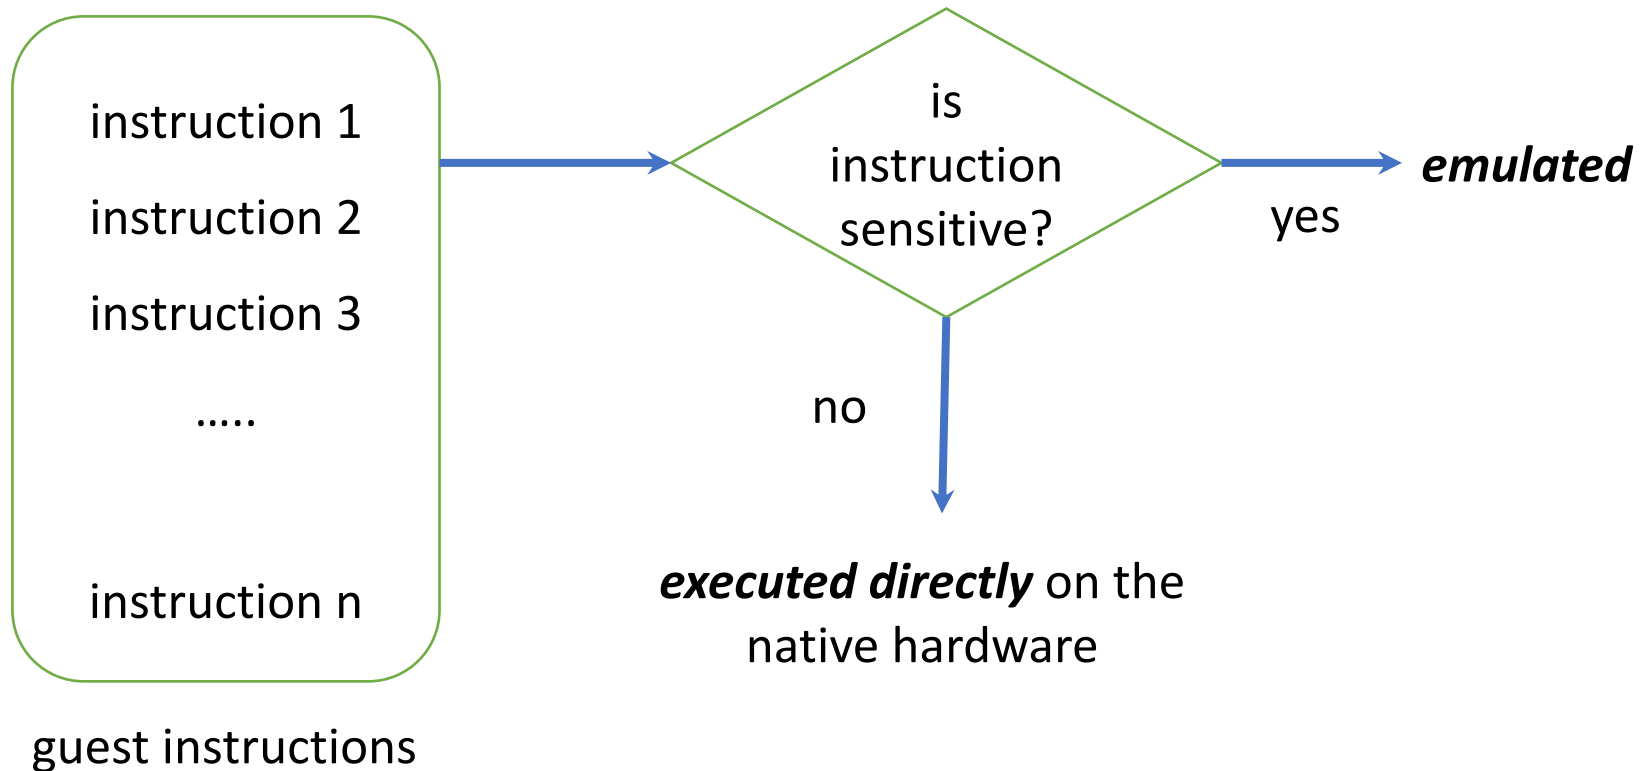 instruction 1
instruction 2
instruction 3
.....
instruction n
guest instructions
is
instruction
sensitive?
yes
emulated
no
executed directly on the
native hardware